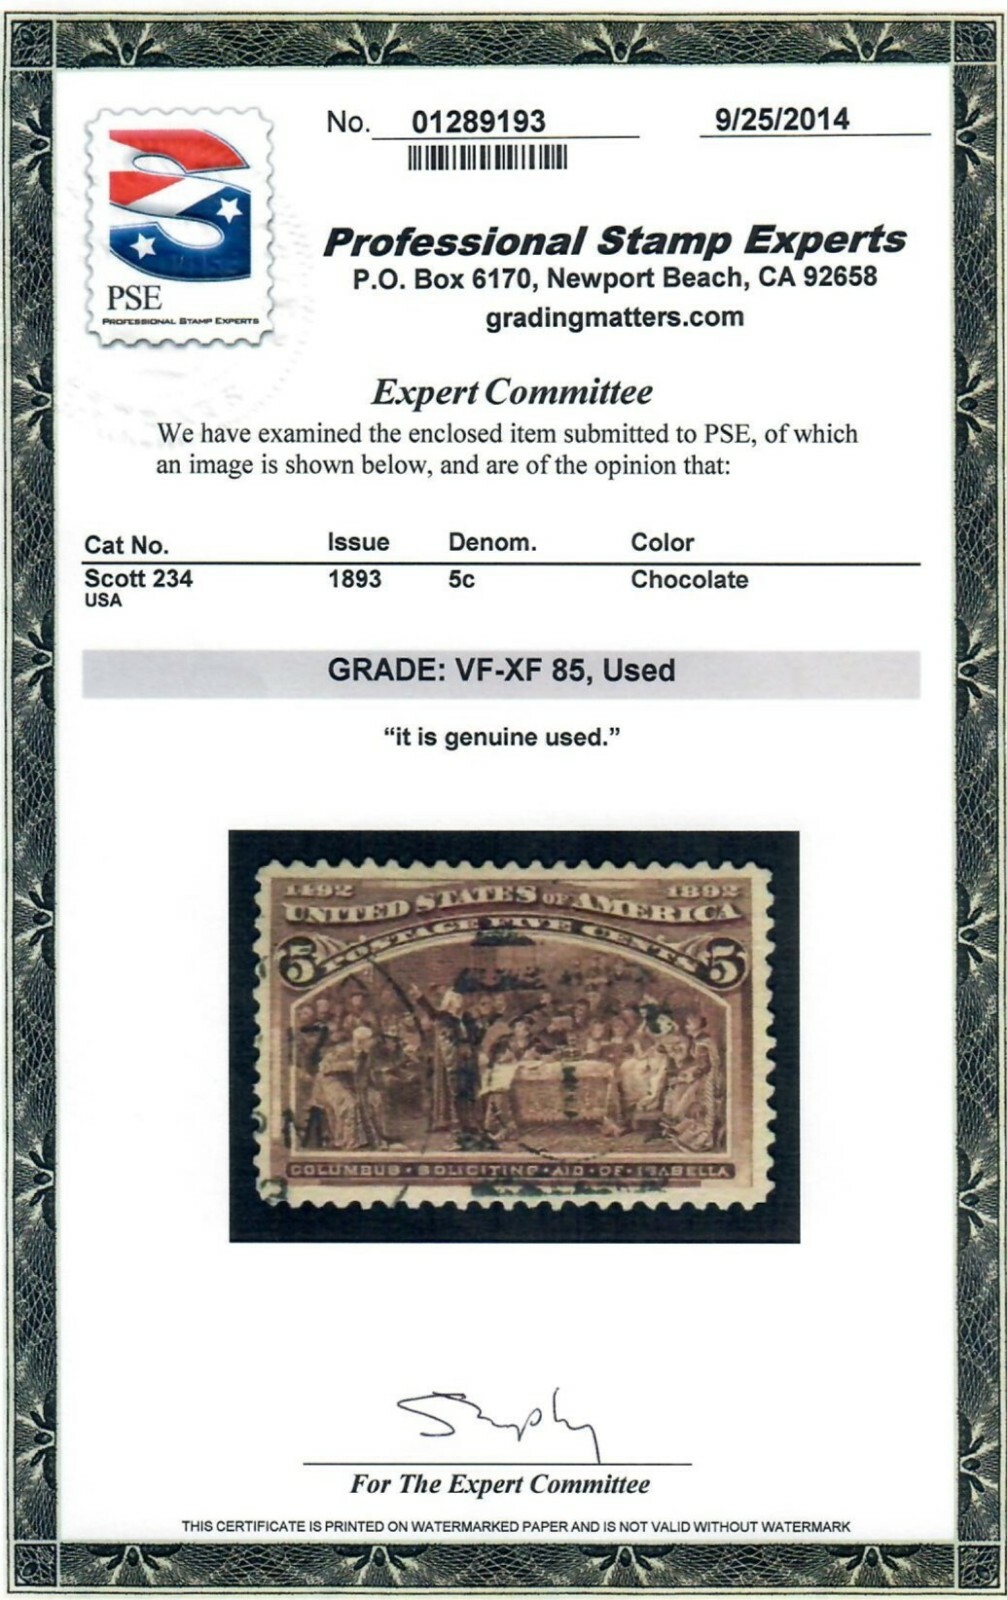 No. 01289193
9/25/2014
PSE
PROFESSIONAL STAMP EXPERTS
Professional Stamp Experts
P.O. Box 6170, Newport Beach, CA 92658
gradingmatters.com
Expert Committee
We have examined the enclosed item submitted to PSE, of which
an image is shown below, and are of the opinion that:
Cat No. Issue Denom. Color
Scott 234 1893 5c Chocolate
USA
GRADE: VF-XF 85, Used
“it is genuine used.”
1492 1892
UNITED STATES OF AMERICA
POSTAGE FIVE CENTS
5 5
COLUMBUS · SOLICITING · AID · OF · ISABELLA
For The Expert Committee
THIS CERTIFICATE IS PRINTED ON WATERMARKED PAPER AND IS NOT VALID WITHOUT WATERMARK